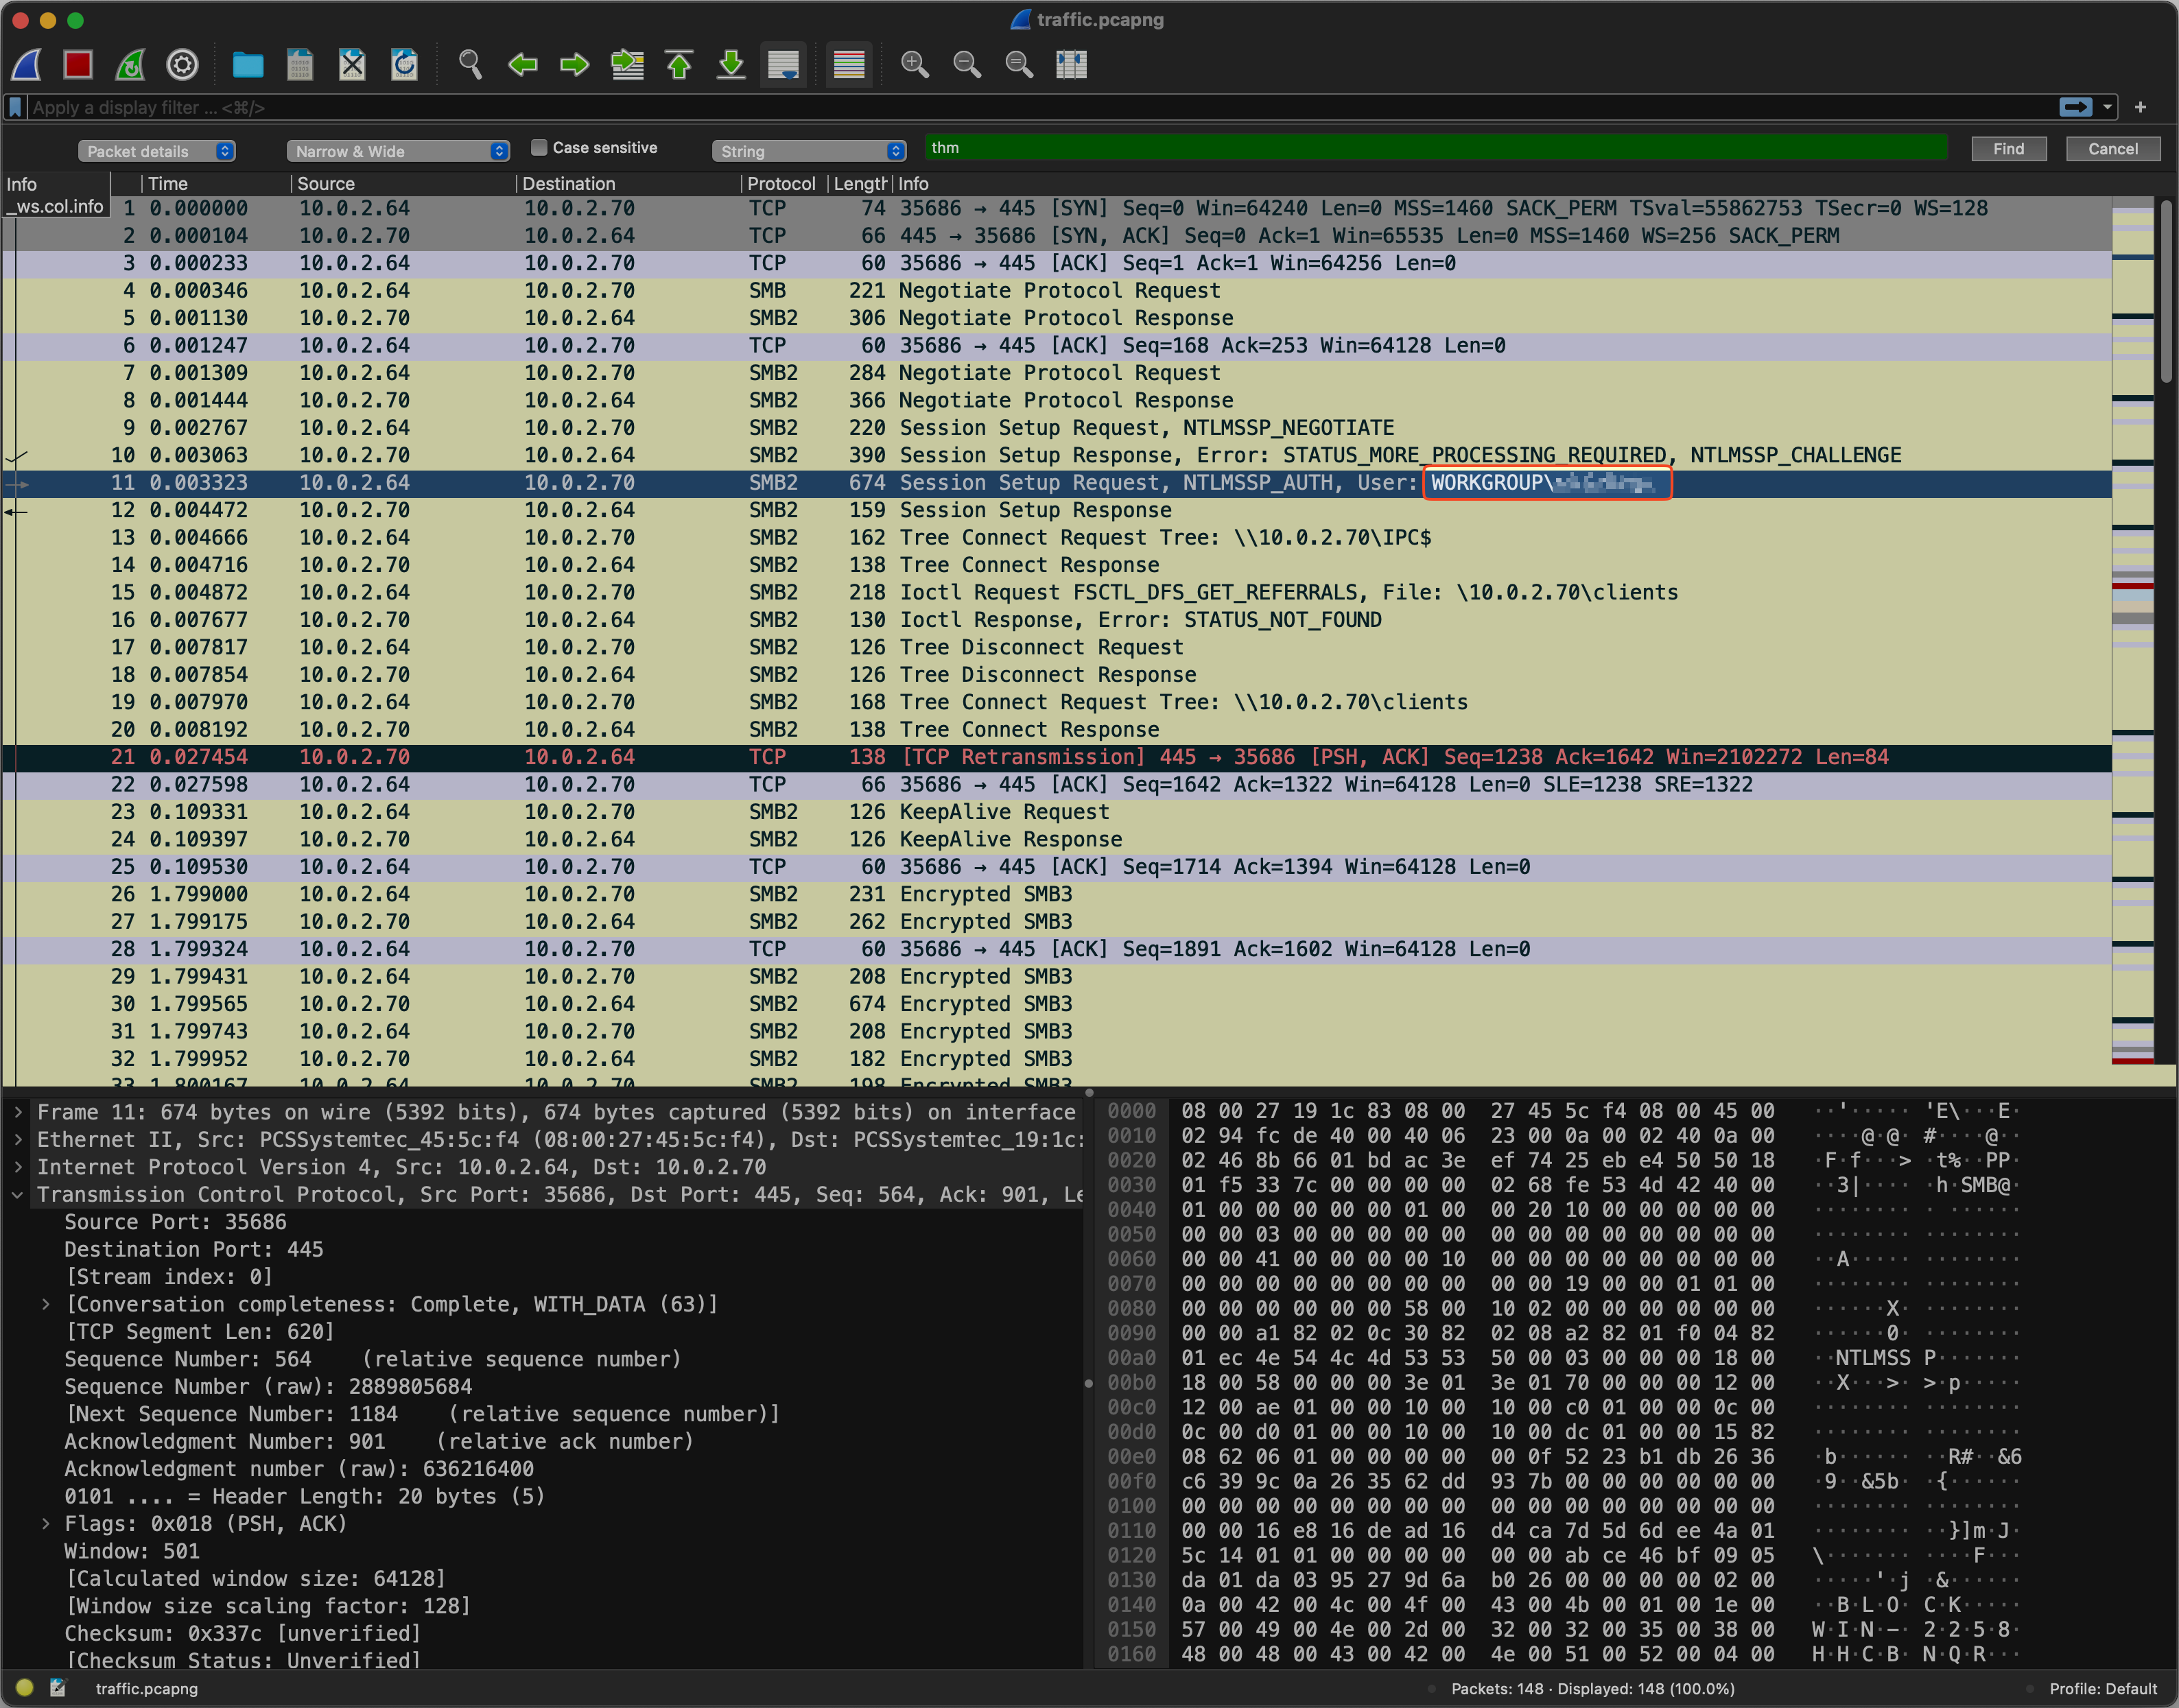 traffic.pcapng
Apply a display filter ... <⌘/>
Packet details Narrow & Wide Case sensitive String thm Find Cancel
Info Time Source Destination Protocol Length Info
_ws.col.info
1 0.000000 10.0.2.64 10.0.2.70 TCP 74 35686 → 445 [SYN] Seq=0 Win=64240 Len=0 MSS=1460 SACK_PERM TSval=55862753 TSecr=0 WS=128
2 0.000104 10.0.2.70 10.0.2.64 TCP 66 445 → 35686 [SYN, ACK] Seq=0 Ack=1 Win=65535 Len=0 MSS=1460 WS=256 SACK_PERM
3 0.000233 10.0.2.64 10.0.2.70 TCP 60 35686 → 445 [ACK] Seq=1 Ack=1 Win=64256 Len=0
4 0.000346 10.0.2.64 10.0.2.70 SMB 221 Negotiate Protocol Request
5 0.001130 10.0.2.70 10.0.2.64 SMB2 306 Negotiate Protocol Response
6 0.001247 10.0.2.64 10.0.2.70 TCP 60 35686 → 445 [ACK] Seq=168 Ack=253 Win=64128 Len=0
7 0.001309 10.0.2.64 10.0.2.70 SMB2 284 Negotiate Protocol Request
8 0.001444 10.0.2.70 10.0.2.64 SMB2 366 Negotiate Protocol Response
9 0.002767 10.0.2.64 10.0.2.70 SMB2 220 Session Setup Request, NTLMSSP_NEGOTIATE
10 0.003063 10.0.2.70 10.0.2.64 SMB2 390 Session Setup Response, Error: STATUS_MORE_PROCESSING_REQUIRED, NTLMSSP_CHALLENGE
11 0.003323 10.0.2.64 10.0.2.70 SMB2 674 Session Setup Request, NTLMSSP_AUTH, User: WORKGROUP\
12 0.004472 10.0.2.70 10.0.2.64 SMB2 159 Session Setup Response
13 0.004666 10.0.2.64 10.0.2.70 SMB2 162 Tree Connect Request Tree: \\10.0.2.70\IPC$
14 0.004716 10.0.2.70 10.0.2.64 SMB2 138 Tree Connect Response
15 0.004872 10.0.2.64 10.0.2.70 SMB2 218 Ioctl Request FSCTL_DFS_GET_REFERRALS, File: \10.0.2.70\clients
16 0.007677 10.0.2.70 10.0.2.64 SMB2 130 Ioctl Response, Error: STATUS_NOT_FOUND
17 0.007817 10.0.2.64 10.0.2.70 SMB2 126 Tree Disconnect Request
18 0.007854 10.0.2.70 10.0.2.64 SMB2 126 Tree Disconnect Response
19 0.007970 10.0.2.64 10.0.2.70 SMB2 168 Tree Connect Request Tree: \\10.0.2.70\clients
20 0.008192 10.0.2.70 10.0.2.64 SMB2 138 Tree Connect Response
21 0.027454 10.0.2.70 10.0.2.64 TCP 138 [TCP Retransmission] 445 → 35686 [PSH, ACK] Seq=1238 Ack=1642 Win=2102272 Len=84
22 0.027598 10.0.2.64 10.0.2.70 TCP 66 35686 → 445 [ACK] Seq=1642 Ack=1322 Win=64128 Len=0 SLE=1238 SRE=1322
23 0.109331 10.0.2.64 10.0.2.70 SMB2 126 KeepAlive Request
24 0.109397 10.0.2.70 10.0.2.64 SMB2 126 KeepAlive Response
25 0.109530 10.0.2.64 10.0.2.70 TCP 60 35686 → 445 [ACK] Seq=1714 Ack=1394 Win=64128 Len=0
26 1.799000 10.0.2.64 10.0.2.70 SMB2 231 Encrypted SMB3
27 1.799175 10.0.2.70 10.0.2.64 SMB2 262 Encrypted SMB3
28 1.799324 10.0.2.64 10.0.2.70 TCP 60 35686 → 445 [ACK] Seq=1891 Ack=1602 Win=64128 Len=0
29 1.799431 10.0.2.64 10.0.2.70 SMB2 208 Encrypted SMB3
30 1.799565 10.0.2.70 10.0.2.64 SMB2 674 Encrypted SMB3
31 1.799743 10.0.2.64 10.0.2.70 SMB2 208 Encrypted SMB3
32 1.799952 10.0.2.70 10.0.2.64 SMB2 182 Encrypted SMB3
33 1.800167 10.0.2.64 10.0.2.70 SMB2 198 Encrypted SMB3
Frame 11: 674 bytes on wire (5392 bits), 674 bytes captured (5392 bits) on interface
Ethernet II, Src: PCSSystemtec_45:5c:f4 (08:00:27:45:5c:f4), Dst: PCSSystemtec_19:1c:
Internet Protocol Version 4, Src: 10.0.2.64, Dst: 10.0.2.70
Transmission Control Protocol, Src Port: 35686, Dst Port: 445, Seq: 564, Ack: 901, Le
Source Port: 35686
Destination Port: 445
[Stream index: 0]
[Conversation completeness: Complete, WITH_DATA (63)]
[TCP Segment Len: 620]
Sequence Number: 564 (relative sequence number)
Sequence Number (raw): 2889805684
[Next Sequence Number: 1184 (relative sequence number)]
Acknowledgment Number: 901 (relative ack number)
Acknowledgment number (raw): 636216400
0101 .... = Header Length: 20 bytes (5)
Flags: 0x018 (PSH, ACK)
Window: 501
[Calculated window size: 64128]
[Window size scaling factor: 128]
Checksum: 0x337c [unverified]
[Checksum Status: Unverified]
0000 08 00 27 19 1c 83 08 00 27 45 5c f4 08 00 45 00 ··'····· 'E\···E·
0010 02 94 fc de 40 00 40 06 23 00 0a 00 02 40 0a 00 ····@·@· #····@··
0020 02 46 8b 66 01 bd ac 3e ef 74 25 eb e4 50 50 18 ·F·f···> ·t%··PP·
0030 01 f5 33 7c 00 00 00 00 02 68 fe 53 4d 42 40 00 ··3|···· ·h·SMB@·
0040 01 00 00 00 00 00 01 00 00 20 10 00 00 00 00 00 ········ · ······
0050 00 00 03 00 00 00 00 00 00 00 00 00 00 00 00 00 ········ ········
0060 00 00 41 00 00 00 00 10 00 00 00 00 00 00 00 00 ··A····· ········
0070 00 00 00 00 00 00 00 00 00 00 19 00 00 01 01 00 ········ ········
0080 00 00 00 00 00 00 58 00 10 02 00 00 00 00 00 00 ······X· ········
0090 00 00 a1 82 02 0c 30 82 02 08 a2 82 01 f0 04 82 ······0· ········
00a0 01 ec 4e 54 4c 4d 53 53 50 00 03 00 00 00 18 00 ··NTLMSS P·······
00b0 18 00 58 00 00 00 3e 01 3e 01 70 00 00 00 12 00 ··X···>· >·p·····
00c0 12 00 ae 01 00 00 10 00 10 00 c0 01 00 00 0c 00 ········ ········
00d0 0c 00 d0 01 00 00 10 00 10 00 dc 01 00 00 15 82 ········ ········
00e0 08 62 06 01 00 00 00 00 00 0f 52 23 b1 db 26 36 ·b······ ··R#··&6
00f0 c6 39 9c 0a 26 35 62 dd 93 7b 00 00 00 00 00 00 ·9··&5b· ·{······
0100 00 00 00 00 00 00 00 00 00 00 00 00 00 00 00 00 ········ ········
0110 00 00 16 e8 16 de ad 16 d4 ca 7d 5d 6d ee 4a 01 ········ ··}]m·J·
0120 5c 14 01 01 00 00 00 00 00 00 ab ce 46 bf 09 05 \······· ····F···
0130 da 01 da 03 95 27 9d 6a b0 26 00 00 00 00 02 00 ·····'·j ·&······
0140 0a 00 42 00 4c 00 4f 00 43 00 4b 00 01 00 1e 00 ··B·L·O· C·K·····
0150 57 00 49 00 4e 00 2d 00 32 00 32 00 35 00 38 00 W·I·N·-· 2·2·5·8·
0160 48 00 48 00 43 00 42 00 4e 00 51 00 52 00 04 00 H·H·C·B· N·Q·R···
traffic.pcapng Packets: 148 · Displayed: 148 (100.0%) Profile: Default